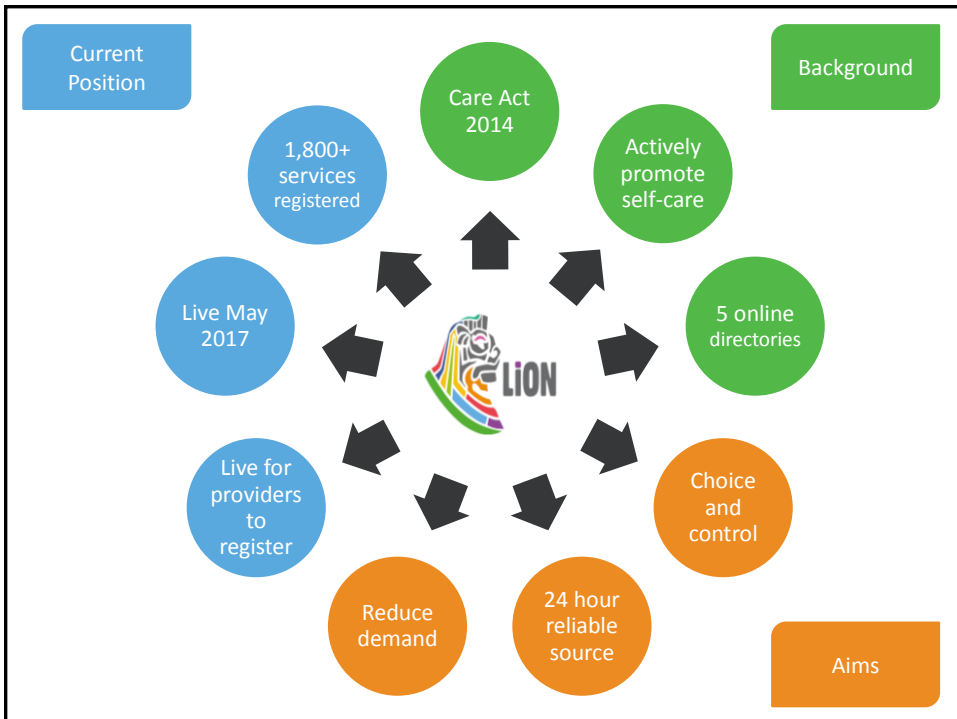 Current
Position
Background
Care Act
2014
Actively
promote
self-care
5 online
directories
Choice
and
control
24 hour
reliable
source
Reduce
demand
Live for
providers
to
register
Live May
2017
1,800+
services
registered
LiON
Aims